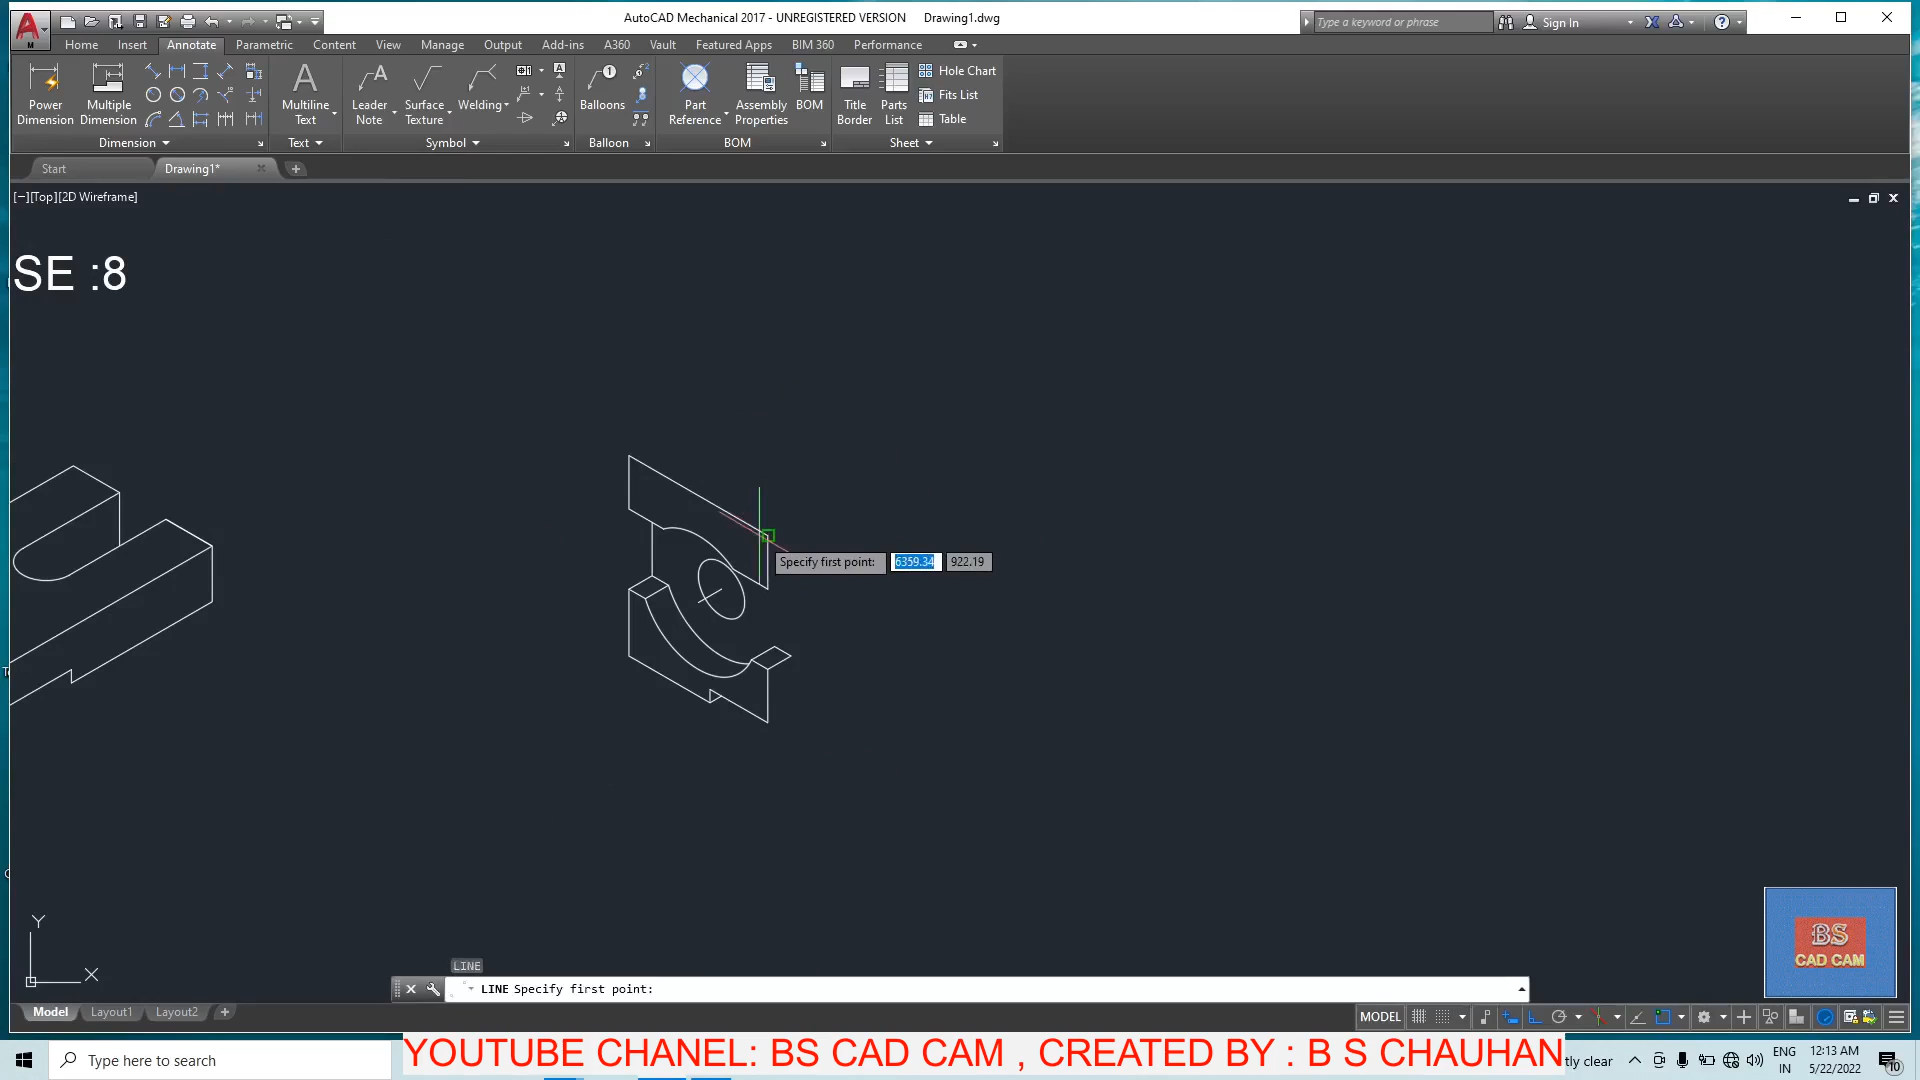 AutoCAD Mechanical 2017 - UNREGISTERED VERSION Drawing1.dwg
Type a keyword or phrase
Sign In
Home Insert Annotate Parametric Content View Manage Output Add-ins A360 Vault Featured Apps BIM 360 Performance
Power Dimension
Multiple Dimension
Multiline Text
Leader Note
Surface Texture
Welding
Balloons
Part Reference
Assembly Properties
BOM
Title Border
Parts List
Hole Chart
Fits List
Table
Dimension Text Symbol Balloon BOM Sheet
Start Drawing1*
[−][Top][2D Wireframe]
SE :8
Specify first point: 6359.34 922.19
Y
X
BS
CAD CAM
LINE
LINE Specify first point:
Model Layout1 Layout2
MODEL
Type here to search
YOUTUBE CHANEL: BS CAD CAM , CREATED BY : B S CHAUHAN
tly clear
ENG
IN
12:13 AM
5/22/2022
10